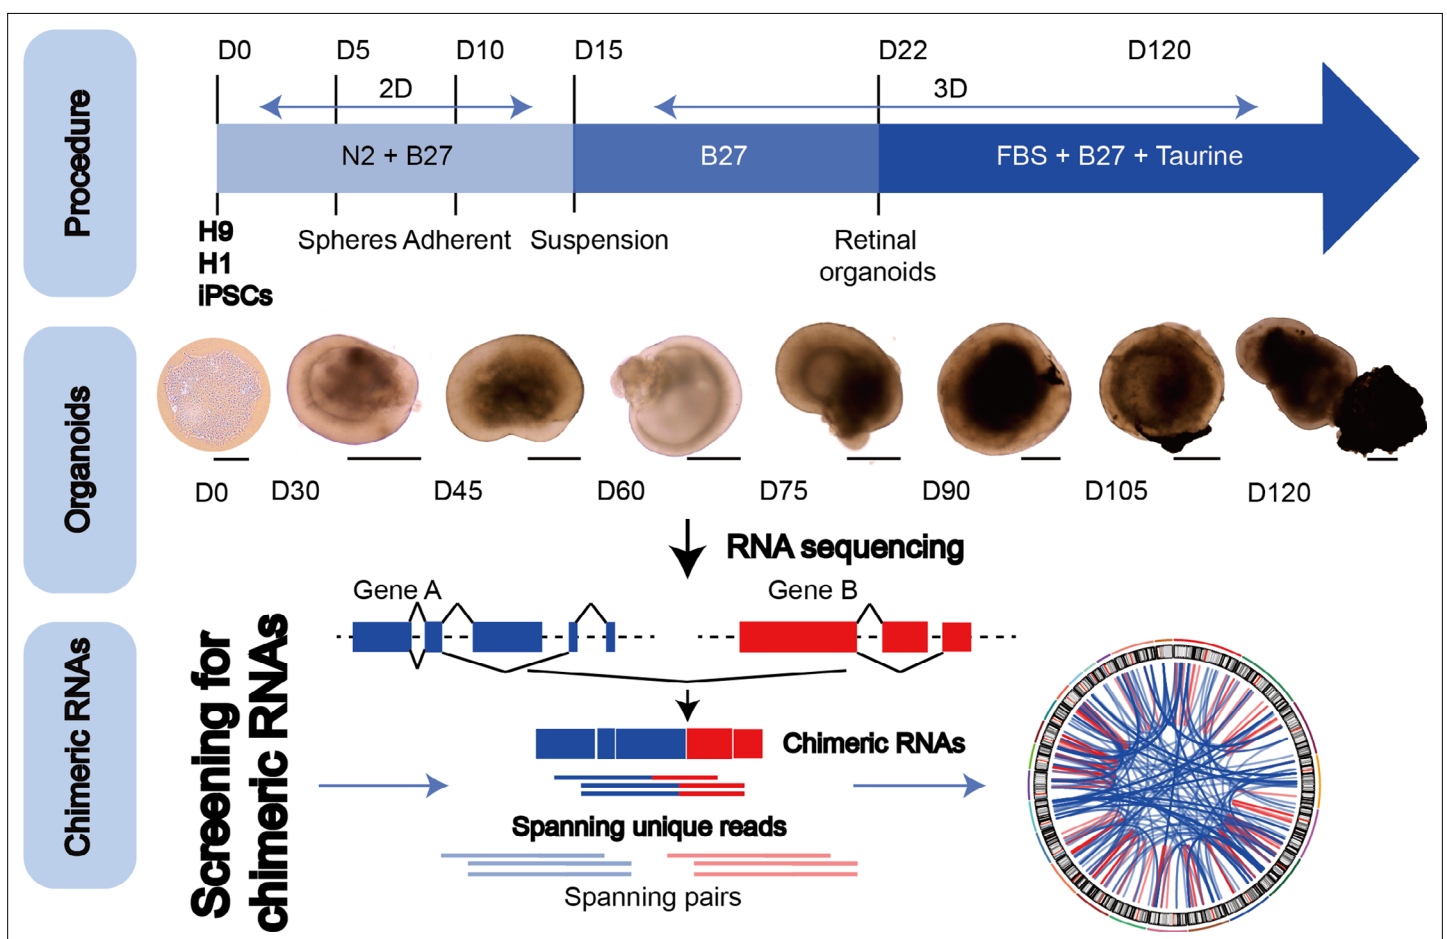 Procedure
D0 D5 D10 D15 D22 D120
2D 3D
N2 + B27 B27 FBS + B27 + Taurine
H9
H1
iPSCs
Spheres Adherent Suspension
Retinal
organoids
Organoids
D0 D30 D45 D60 D75 D90 D105 D120
RNA sequencing
Chimeric RNAs
Screening for
chimeric RNAs
Gene A Gene B
Chimeric RNAs
Spanning unique reads
Spanning pairs